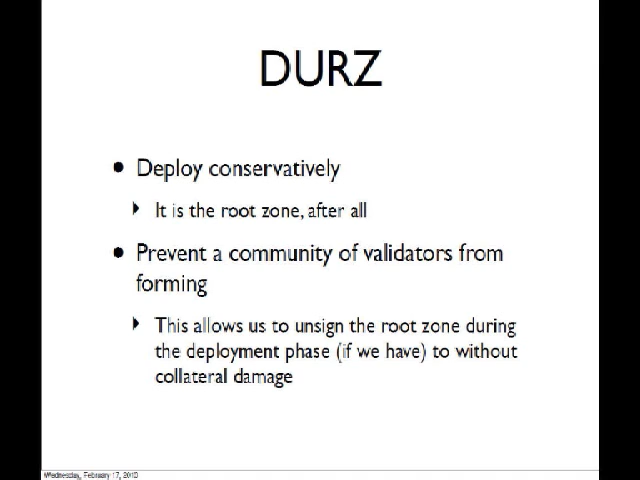 DURZ
• Deploy conservatively
‣ It is the root zone, after all
• Prevent a community of validators from
forming
‣ This allows us to unsign the root zone during
the deployment phase (if we have) to without
collateral damage
Wednesday, February 17, 2010